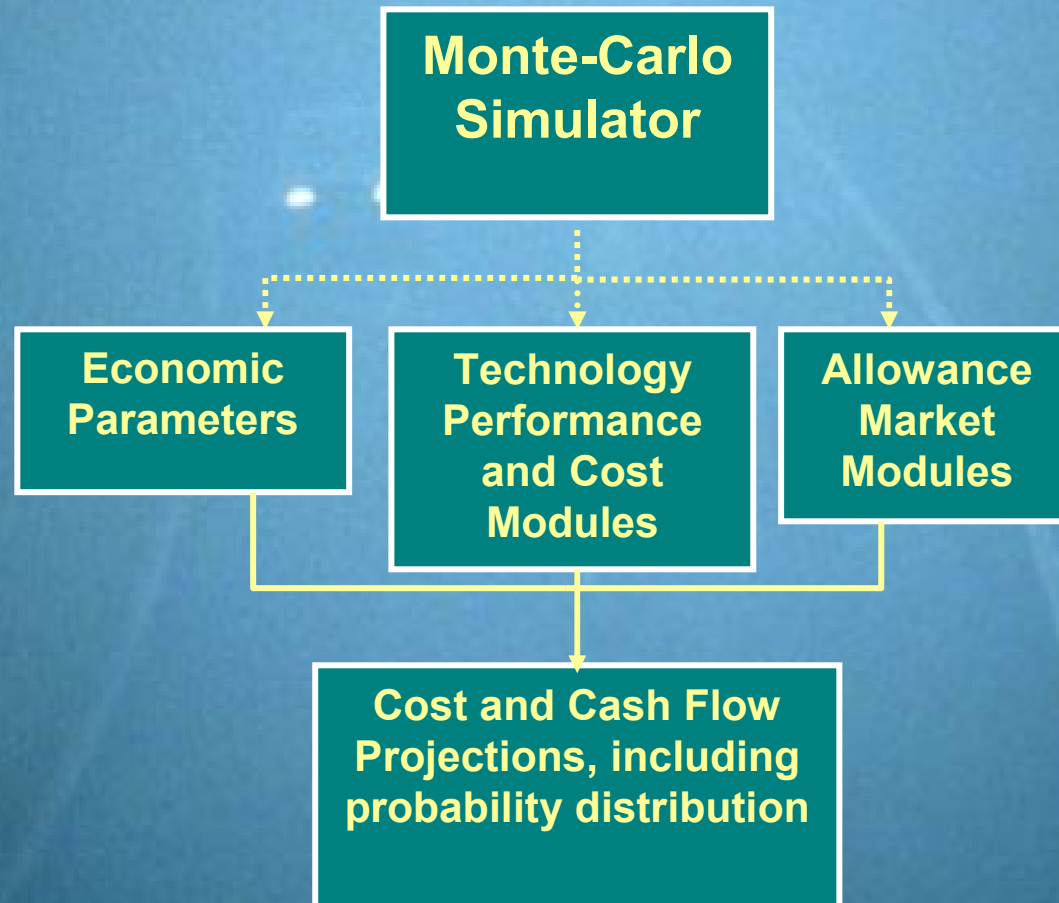 Monte-Carlo
Simulator
Economic
Parameters
Technology
Performance
and Cost
Modules
Allowance
Market
Modules
Cost and Cash Flow
Projections, including
probability distribution